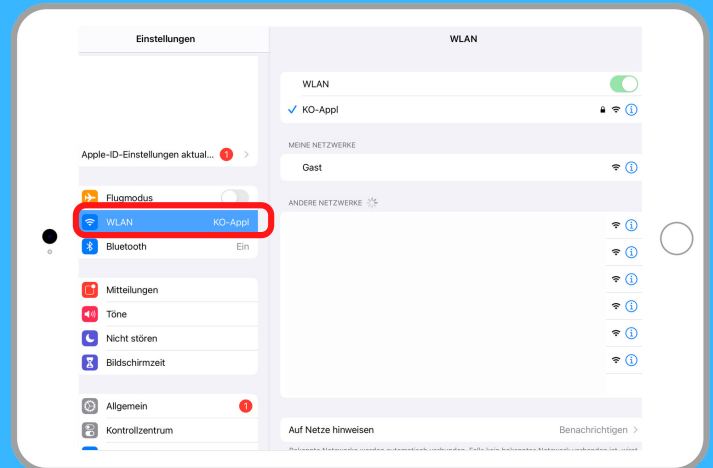 Einstellungen
Apple-ID-Einstellungen aktual... 1
Flugmodus
WLAN KO-Appl
Bluetooth Ein
Mitteilungen
Töne
Nicht stören
Bildschirmzeit
Allgemein 1
Kontrollzentrum
WLAN
WLAN
KO-Appl
MEINE NETZWERKE
Gast
ANDERE NETZWERKE
Auf Netze hinweisen Benachrichtigen